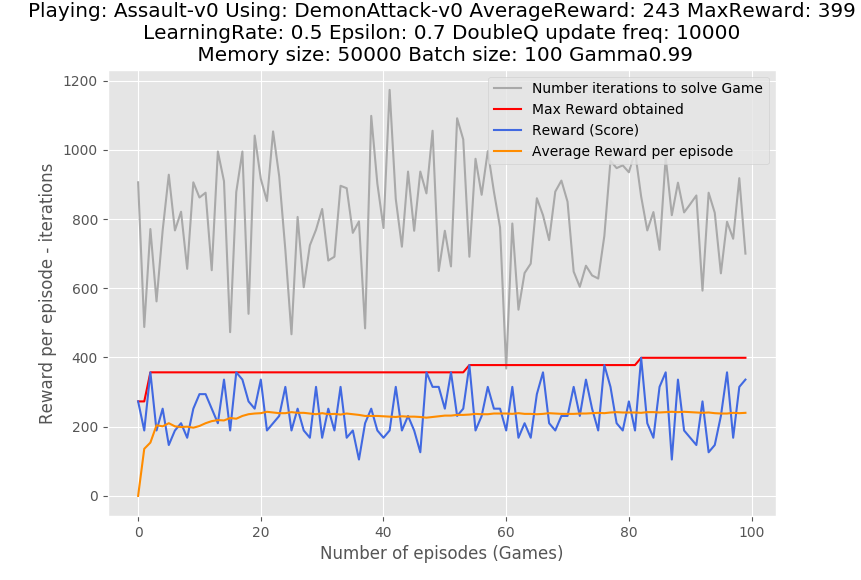 Playing: Assault-v0 Using: DemonAttack-v0 AverageReward: 243 MaxReward: 399
LearningRate: 0.5 Epsilon: 0.7 DoubleQ update freq: 10000
Memory size: 50000 Batch size: 100 Gamma0.99
Number iterations to solve Game
Max Reward obtained
Reward (Score)
Average Reward per episode
Reward per episode - iterations
1200
1000
800
600
400
200
0
0 20 40 60 80 100
Number of episodes (Games)